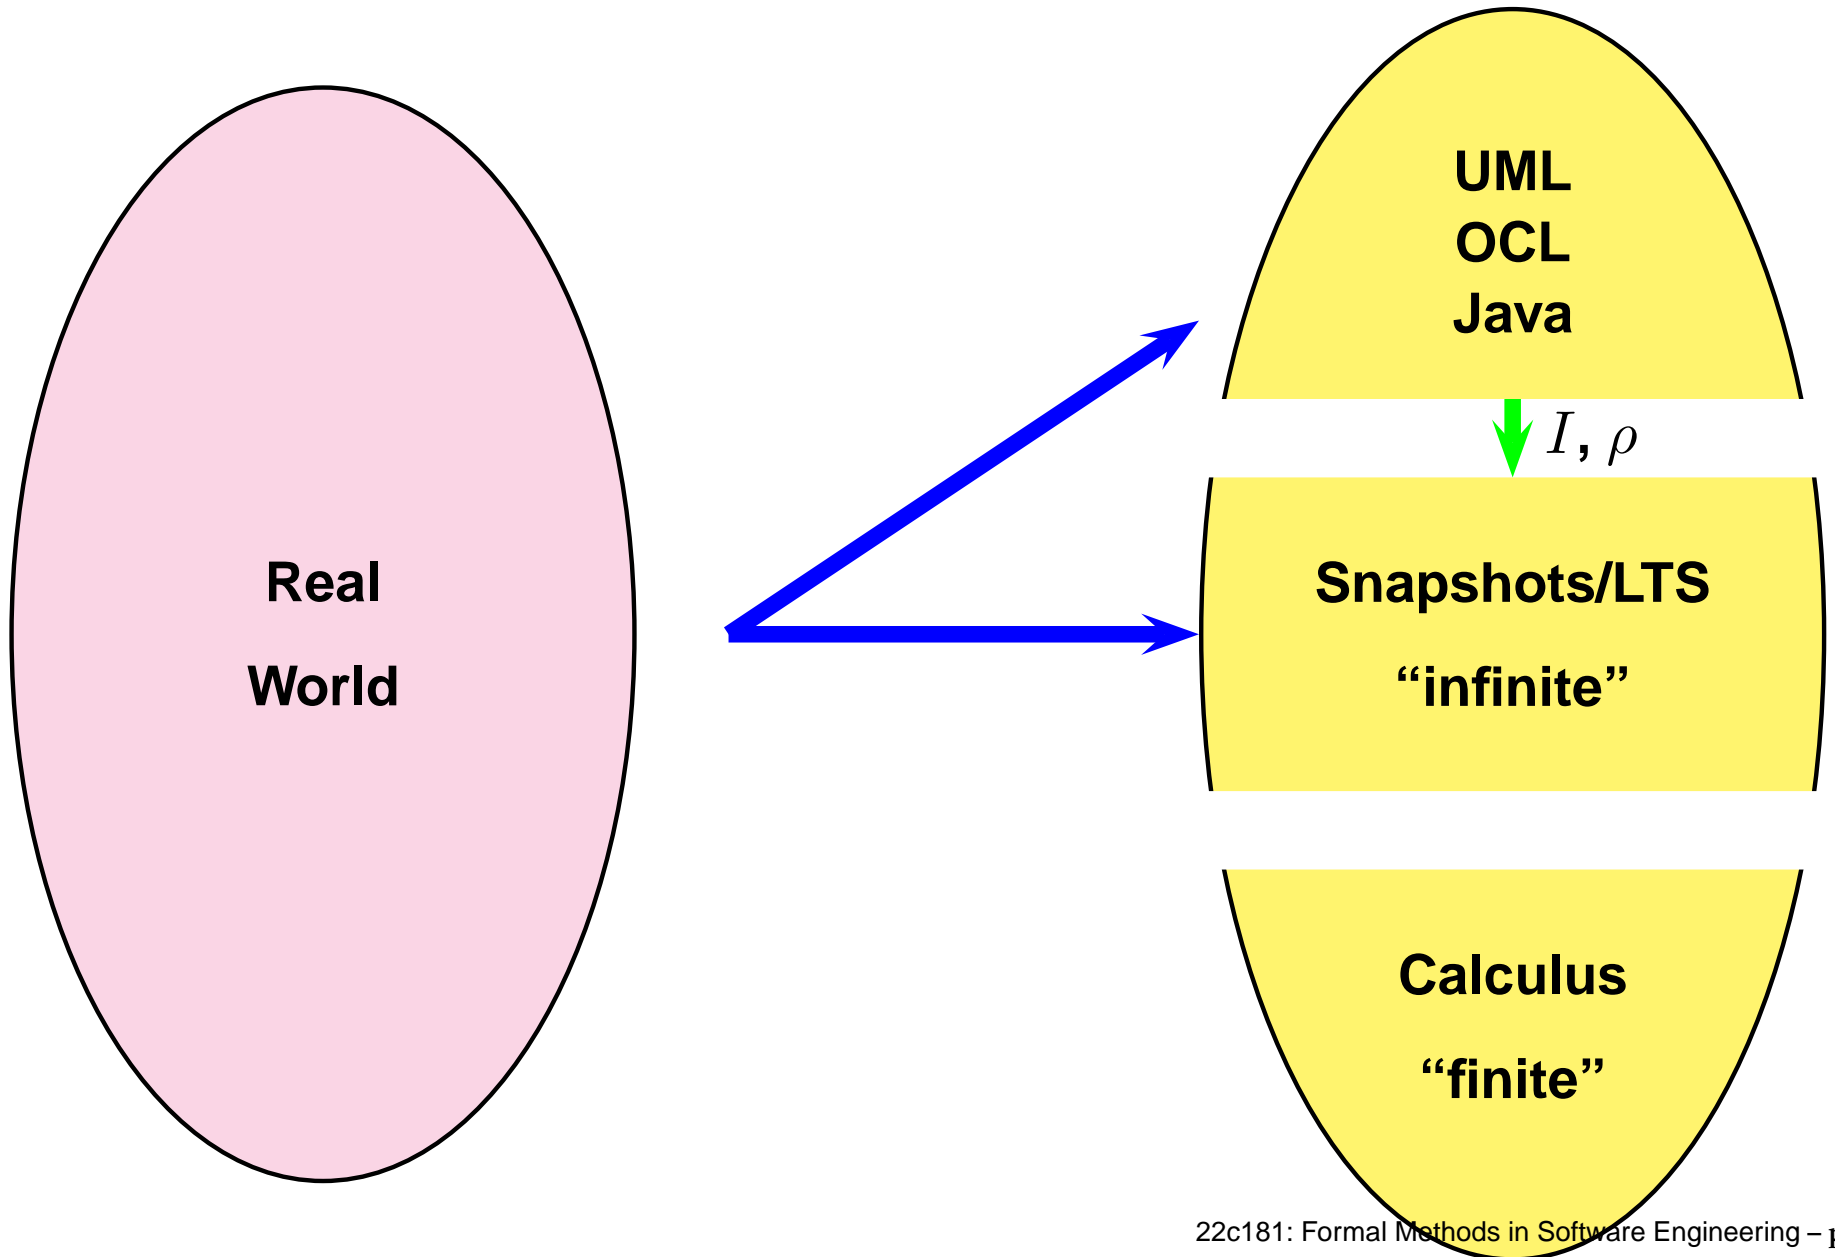 Real
World
UML
OCL
Java
I, ρ
Snapshots/LTS
“infinite”
Calculus
“finite”
22c181: Formal Methods in Software Engineering –